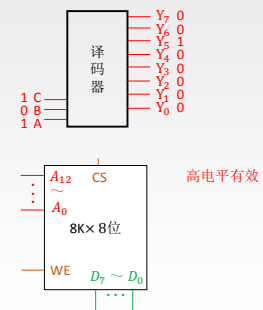 译码器
Y₇ 0
Y₆ 0
Y₅ 1
Y₄ 0
Y₃ 0
Y₂ 0
Y₁ 0
Y₀ 0
1 C
0 B
1 A
A₁₂
～
A₀
CS
8K× 8位
WE
D₇ ～ D₀
高电平有效